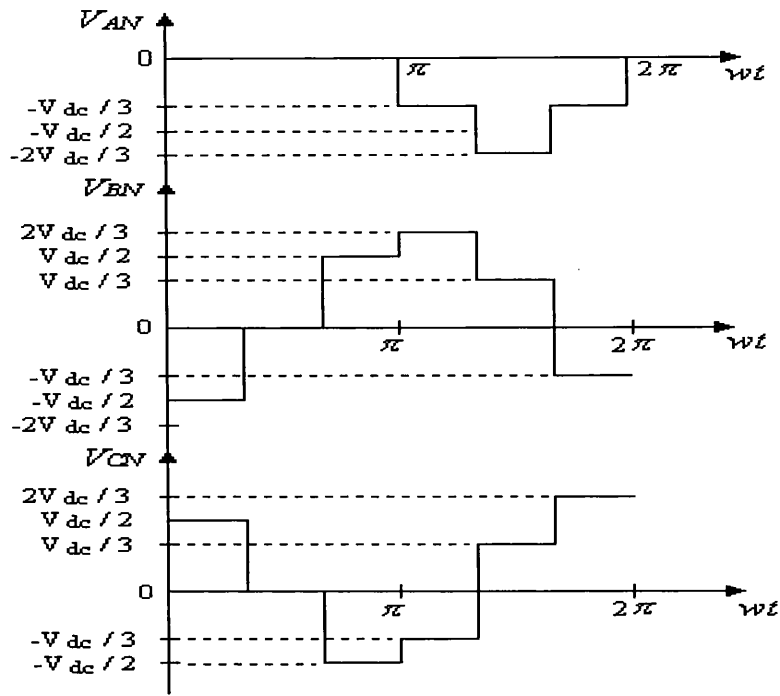 VAN
0
π
2π
wt
-Vdc/3
-Vdc/2
-2Vdc/3
VBN
2Vdc/3
Vdc/2
Vdc/3
0
π
2π
wt
-Vdc/3
-Vdc/2
-2Vdc/3
VCN
2Vdc/3
Vdc/2
Vdc/3
0
π
2π
wt
-Vdc/3
-Vdc/2